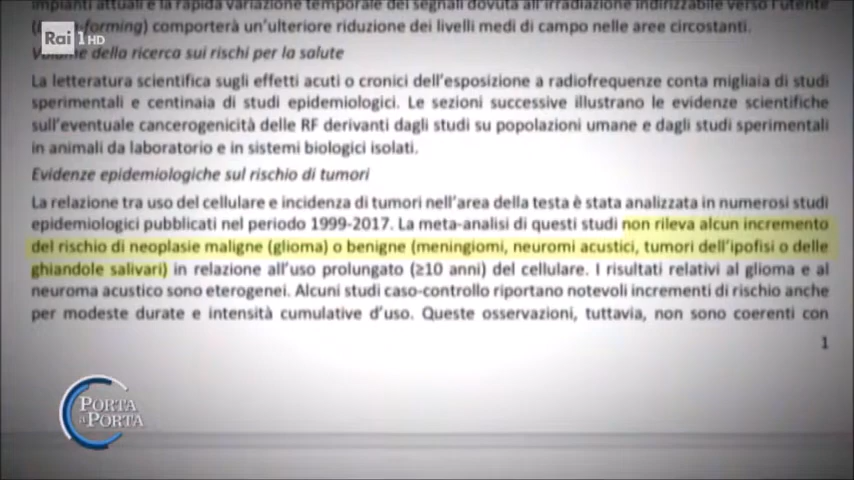 impianti attuali e la rapida variazione temporale dei segnali dovuta all'irradiazione indirizzabile verso l'utente
Rai 1 HD
forming) comporterà un'ulteriore riduzione dei livelli medi di campo nelle aree circostanti.
della ricerca sui rischi per la salute
La letteratura scientifica sugli effetti acuti o cronici dell'esposizione a radiofrequenze conta migliaia di studi
sperimentali e centinaia di studi epidemiologici. Le sezioni successive illustrano le evidenze scientifiche
sull'eventuale cancerogenicità delle RF derivanti dagli studi su popolazioni umane e dagli studi sperimentali
in animali da laboratorio e in sistemi biologici isolati.
Evidenze epidemiologiche sul rischio di tumori
La relazione tra uso del cellulare e incidenza di tumori nell'area della testa è stata analizzata in numerosi studi
epidemiologici pubblicati nel periodo 1999-2017. La meta-analisi di questi studi non rileva alcun incremento
del rischio di neoplasie maligne (glioma) o benigne (meningiomi, neuromi acustici, tumori dell'ipofisi o delle
ghiandole salivari) in relazione all'uso prolungato (≥10 anni) del cellulare. I risultati relativi al glioma e al
neuroma acustico sono eterogenei. Alcuni studi caso-controllo riportano notevoli incrementi di rischio anche
per modeste durate e intensità cumulative d'uso. Queste osservazioni, tuttavia, non sono coerenti con
1
PORTA
a PORTA